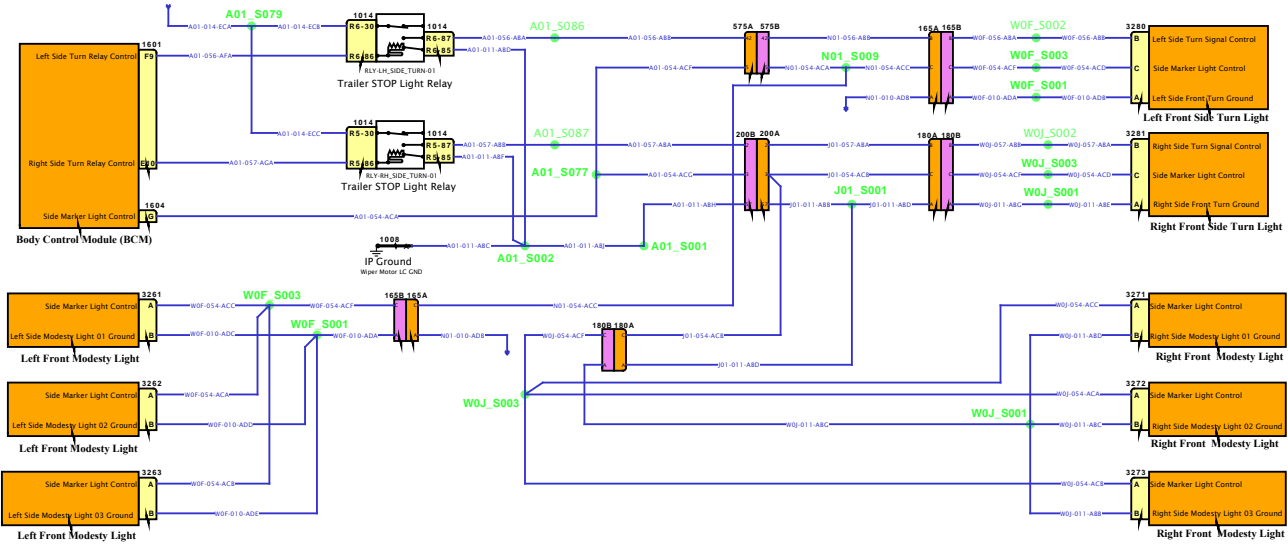 A01_S079
1014
1014
A01-014-ECA
A01-014-ECB
R6-30
R6-87
R6-85
R6-86
A01-056-ABA
A01_S086
A01-056-ABB
575A 575B
N01-056-ABB
165A 165B
W0F-056-ABA
W0F_S002
W0F-056-ABB
3280
B
Left Side Turn Signal Control
1601
Left Side Turn Relay Control
F9
A01-056-AFA
A01-011-ABD
RLY-LH_SIDE_TURN-01
Trailer STOP Light Relay
A01-054-ACF
N01-054-ACA
N01_S009
N01-054-ACC
W0F-054-ACF
W0F_S003
W0F-054-ACD
C
Side Marker Light Control
N01-010-ADB
W0F-010-ADA
W0F_S001
W0F-010-ADB
A
Left Side Front Turn Ground
Left Front Side Turn Light
A01-014-ECC
1014
1014
R5-30
R5-87
R5-85
R5-86
A01-057-ABB
A01_S087
A01-057-ABA
200B 200A
J01-057-ABA
180A 180B
W0J-057-ABB
W0J_S002
W0J-057-ABA
3281
B
Right Side Turn Signal Control
Right Side Turn Relay Control
E10
A01-057-AGA
A01-011-ABF
RLY-RH_SIDE_TURN-01
Trailer STOP Light Relay
A01_S077
A01-054-ACG
J01-054-ACB
W0J-054-ACF
W0J_S003
W0J-054-ACD
C
Side Marker Light Control
1604
Side Marker Light Control
G
A01-054-ACA
A01-011-ABH
J01-011-ABB
J01_S001
J01-011-ABD
W0J-011-ABG
W0J_S001
W0J-011-ABE
A
Right Side Front Turn Ground
Right Front Side Turn Light
Body Control Module (BCM)
1008
A01-011-ABC
A01_S002
A01-011-ABJ
A01_S001
IP Ground
Wiper Motor LC GND
3261
Side Marker Light Control
A
W0F-054-ACC
W0F_S003
W0F-054-ACF
165B 165A
N01-054-ACC
W0J-054-ACC
3271
A
Side Marker Light Control
Left Side Modesty 01 Ground
B
W0F-010-ADC
W0F_S001
W0F-010-ADA
N01-010-ADB
W0J-054-ACF
180B 180A
J01-054-ACB
W0J-011-ABD
B
Right Side Modesty 01 Ground
Left Front Modesty Light
Right Front Modesty Light
J01-011-ABD
3262
Side Marker Light Control
A
W0F-054-ACA
W0J_S003
W0J-054-ACA
3272
A
Side Marker Light Control
Left Side Modesty Light 02 Ground
B
W0F-010-ADD
W0J-011-ABG
W0J_S001
W0J-011-ABC
B
Right Side Modesty Light 02 Ground
Left Front Modesty Light
Right Front Modesty Light
3263
Side Marker Light Control
A
W0F-054-ACB
W0J-054-ACB
3273
A
Side Marker Light Control
Left Side Modesty Light 03 Ground
B
W0F-010-ADE
W0J-011-ABB
B
Right Side Modesty Light 03 Ground
Left Front Modesty Light
Right Front Modesty Light